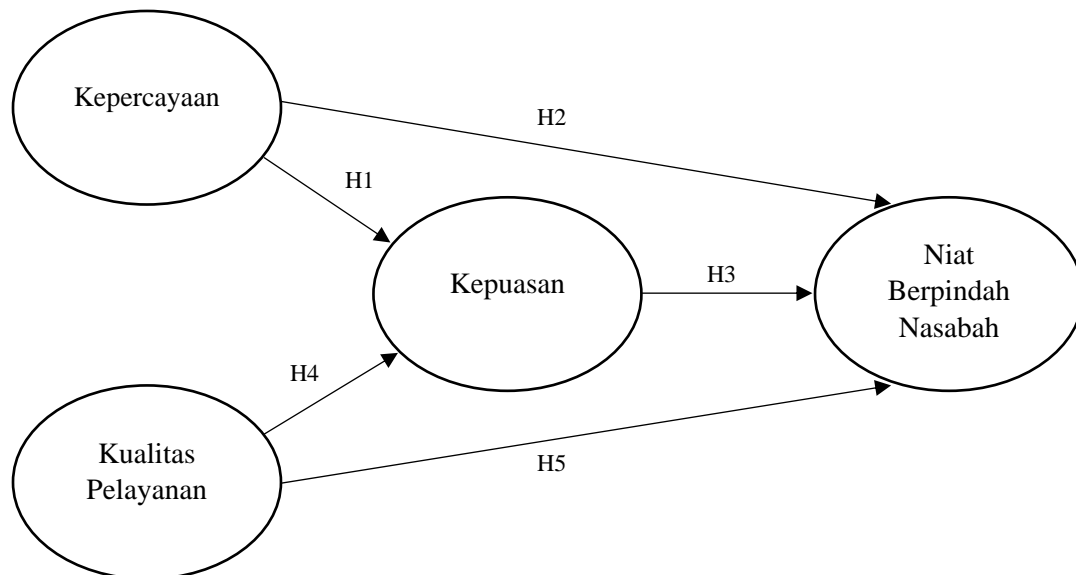 Kepercayaan
H2
H1
Kepuasan
H3
Niat
Berpindah
Nasabah
H4
Kualitas
Pelayanan
H5